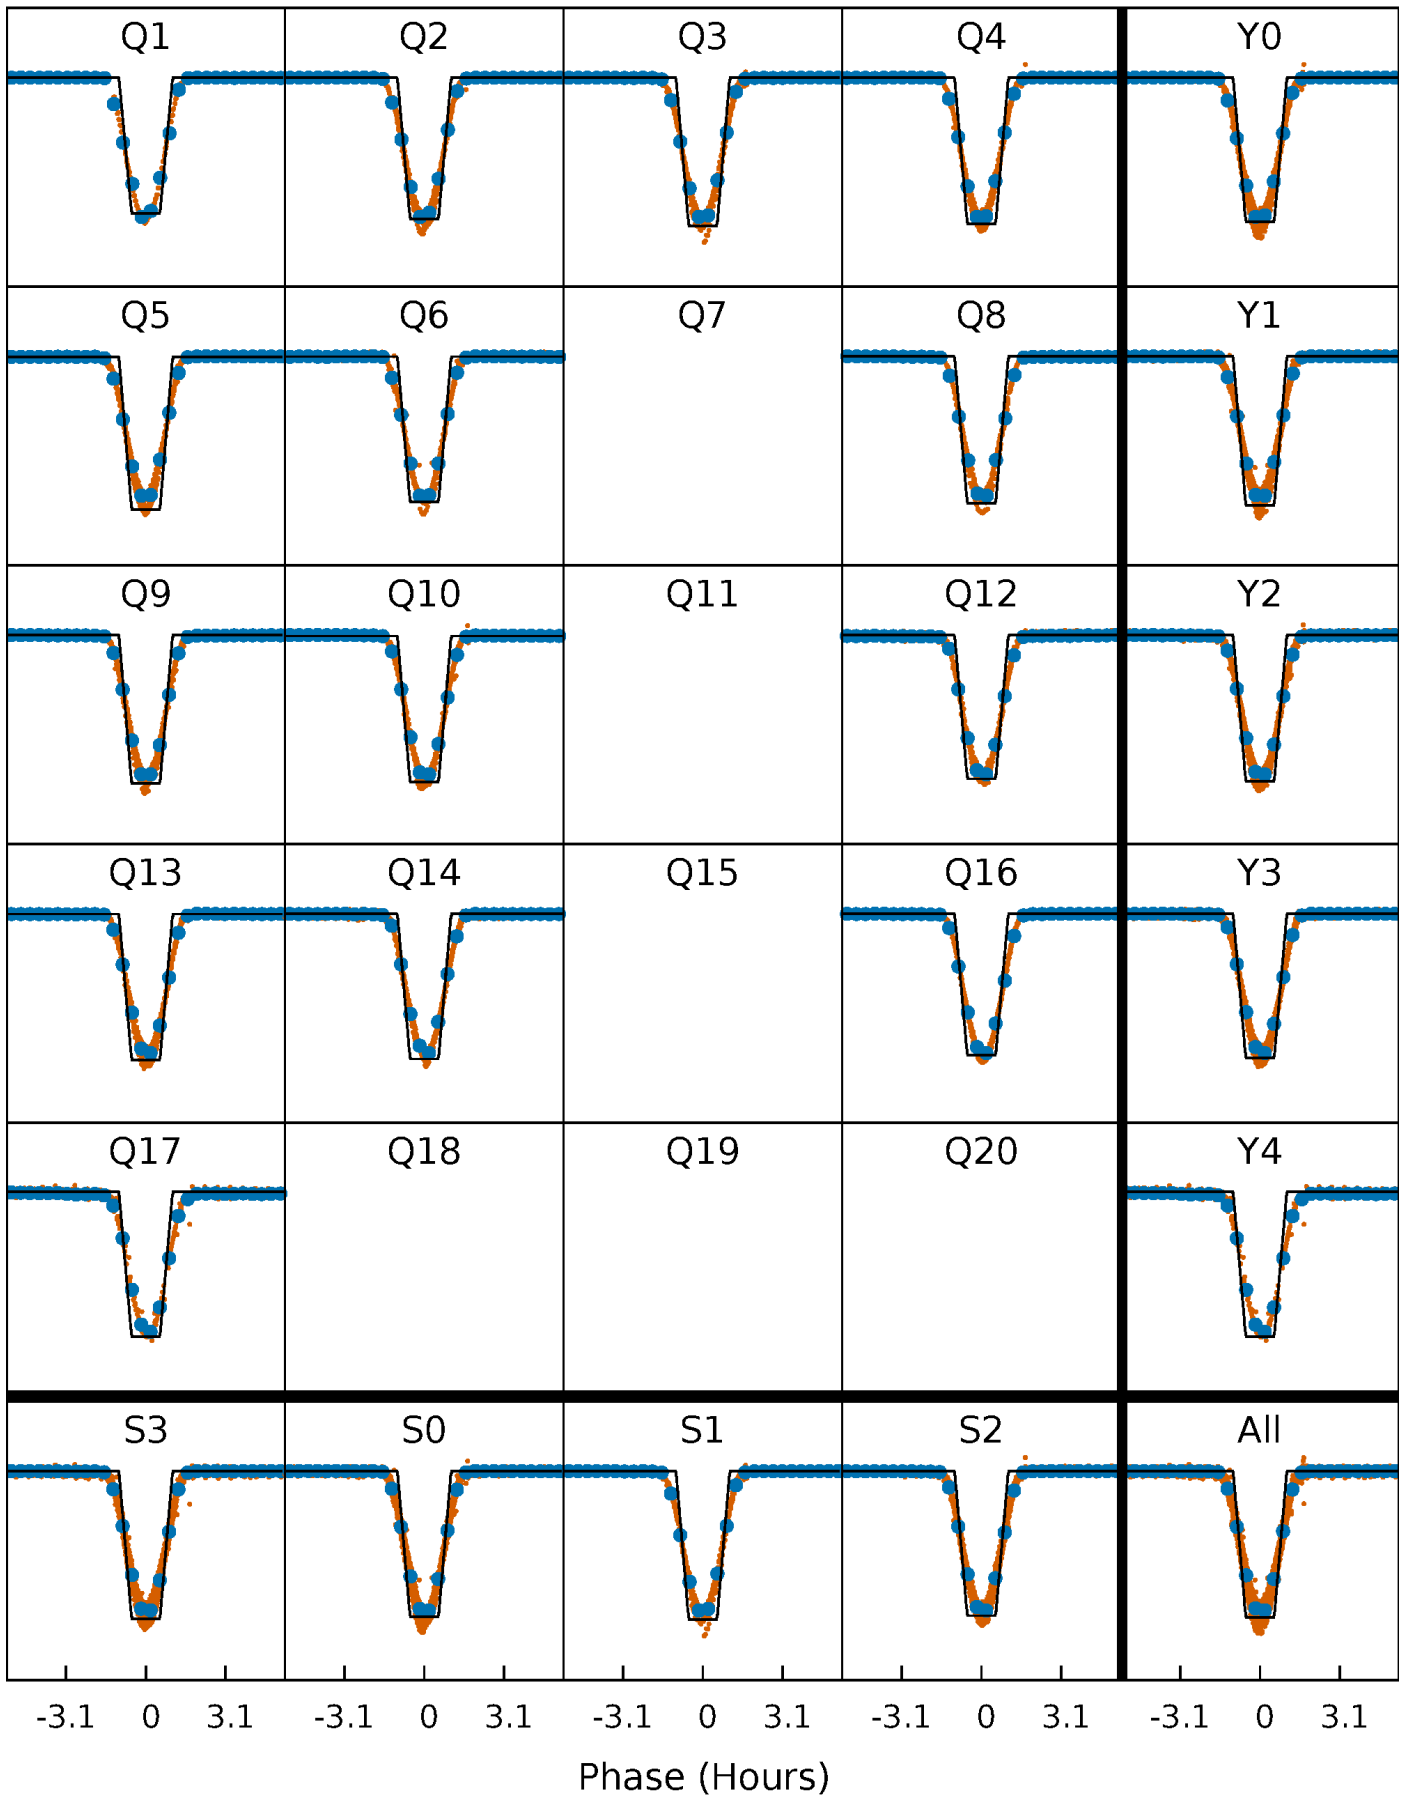 Q1 Q2 Q3 Q4 Y0
Q5 Q6 Q7 Q8 Y1
Q9 Q10 Q11 Q12 Y2
Q13 Q14 Q15 Q16 Y3
Q17 Q18 Q19 Q20 Y4
S3 S0 S1 S2 All
-3.1 0 3.1 -3.1 0 3.1 -3.1 0 3.1 -3.1 0 3.1 -3.1 0 3.1
Phase (Hours)